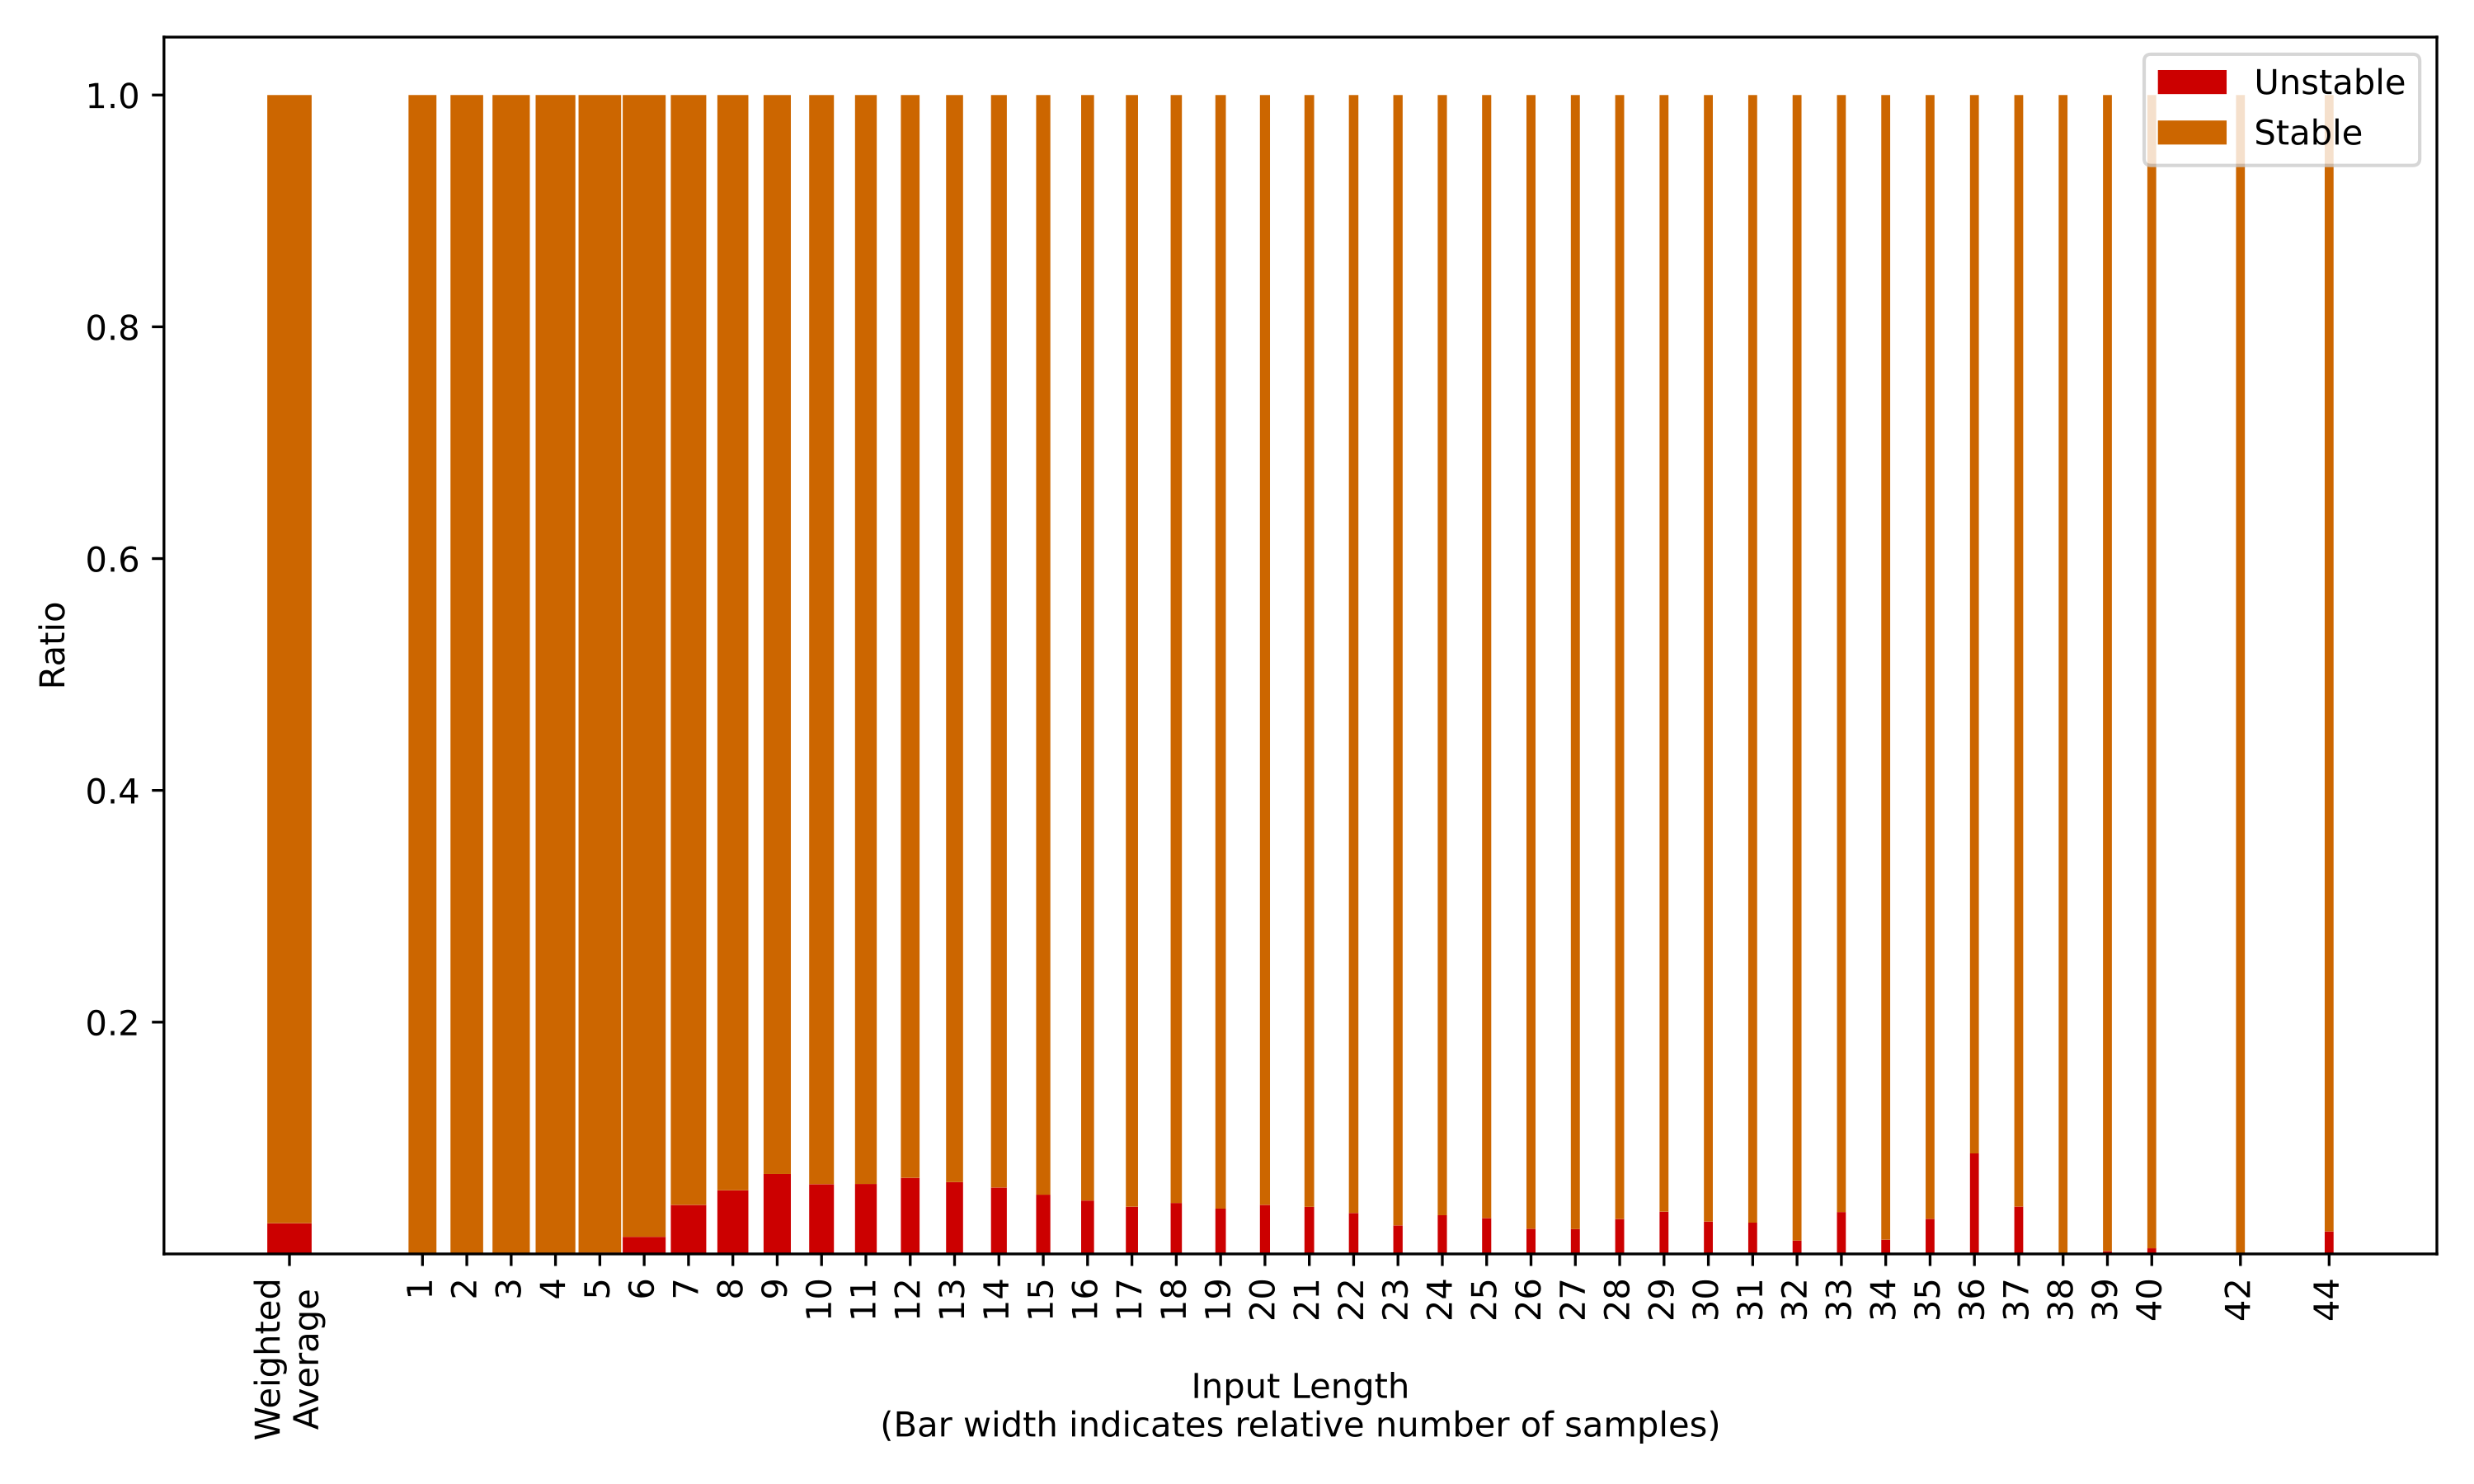 Unstable
Stable
1.0
0.8
0.6
0.4
0.2
Ratio
Weighted
Average
1 2 3 4 5 6 7 8 9 10 11 12 13 14 15 16 17 18 19 20 21 22 23 24 25 26 27 28 29 30 31 32 33 34 35 36 37 38 39 40 42 44
Input Length
(Bar width indicates relative number of samples)